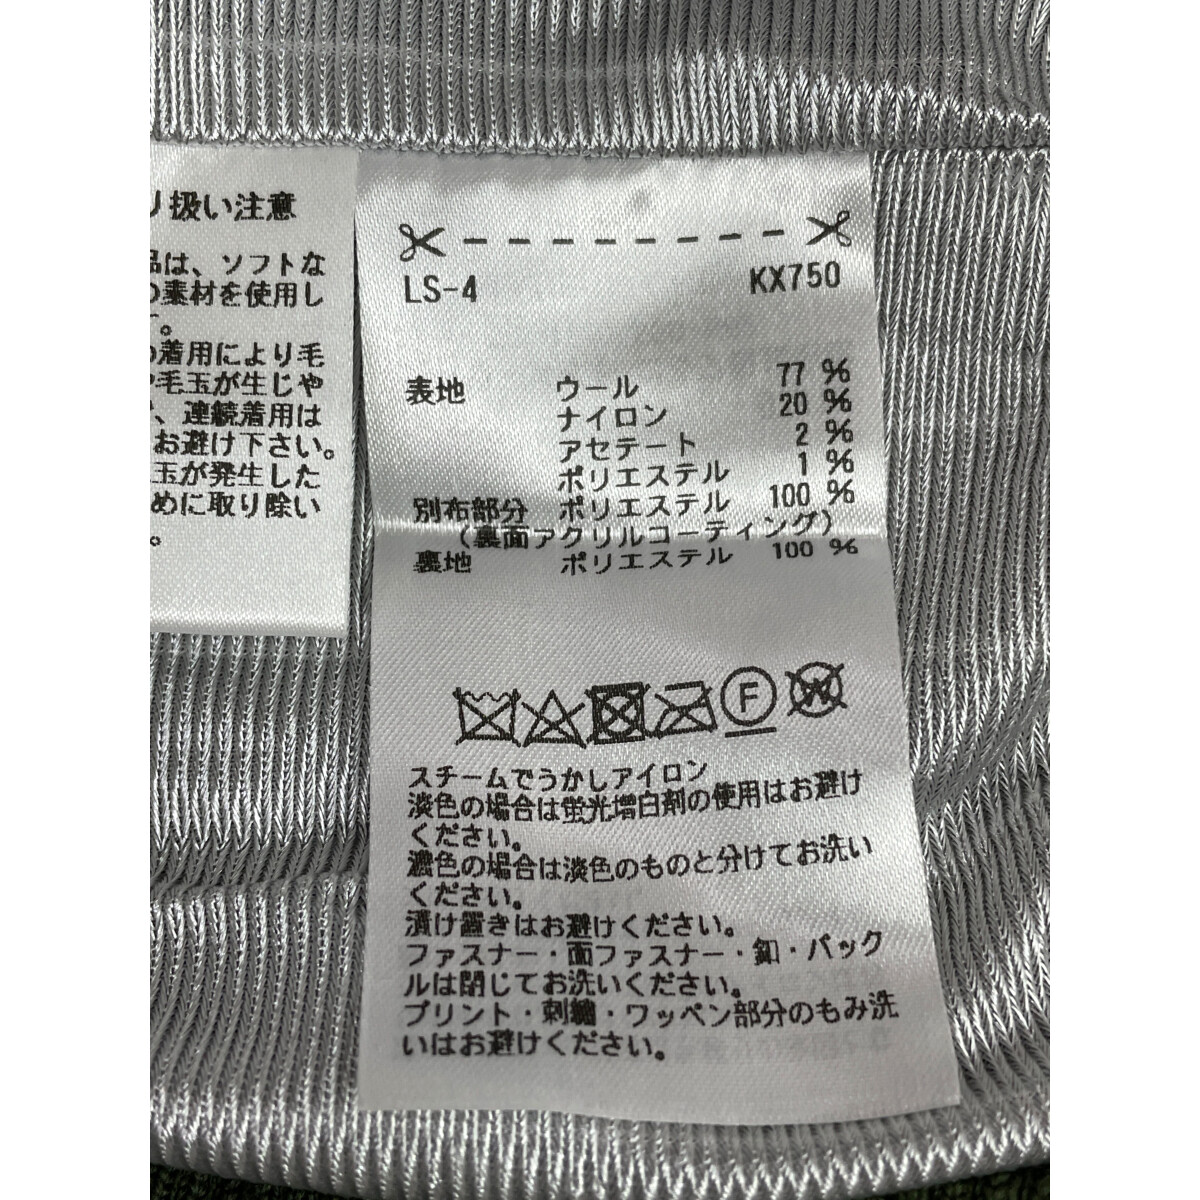 り扱い注意
品は、ソフトな
の素材を使用し
す。
の着用により毛
や毛玉が生じや
、連続着用は
お避け下さい。
玉が発生した
めに取り除い
。
LS-4 KX750
表地 ウール 77 %
ナイロン 20 %
アセテート 2 %
ポリエステル 1 %
別布部分 ポリエステル 100 %
(裏面アクリルコーティング)
裏地 ポリエステル 100 %
F W
スチームでうかしアイロン
淡色の場合は蛍光増白剤の使用はお避け
ください。
濃色の場合は淡色のものと分けてお洗い
ください。
漬け置きはお避けください。
ファスナー・面ファスナー・釦・バック
ルは閉じてお洗いください。
プリント・刺繍・ワッペン部分のもみ洗
いはお避けください。